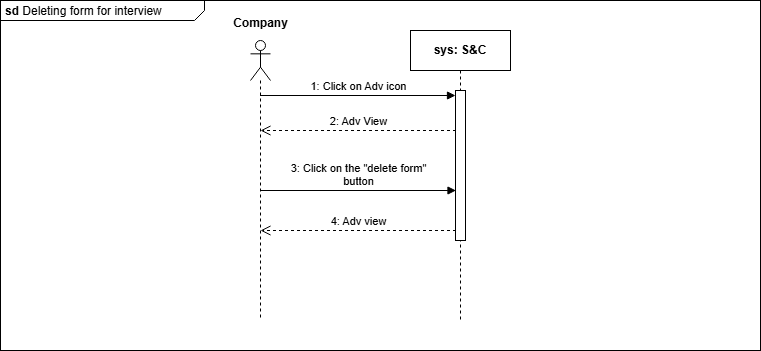 sd Deleting form for interview
Company
sys: S&C
1: Click on Adv icon
2: Adv View
3: Click on the "delete form"
button
4: Adv view